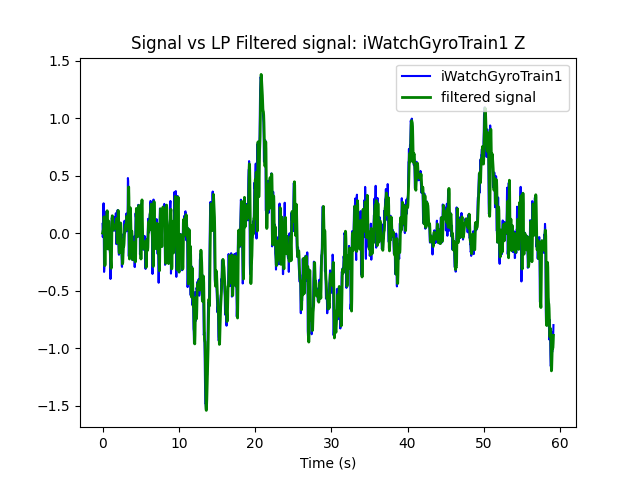 Signal vs LP Filtered signal: iWatchGyroTrain1 Z
iWatchGyroTrain1
filtered signal
1.5
1.0
0.5
0.0
−0.5
−1.0
−1.5
0 10 20 30 40 50 60
Time (s)